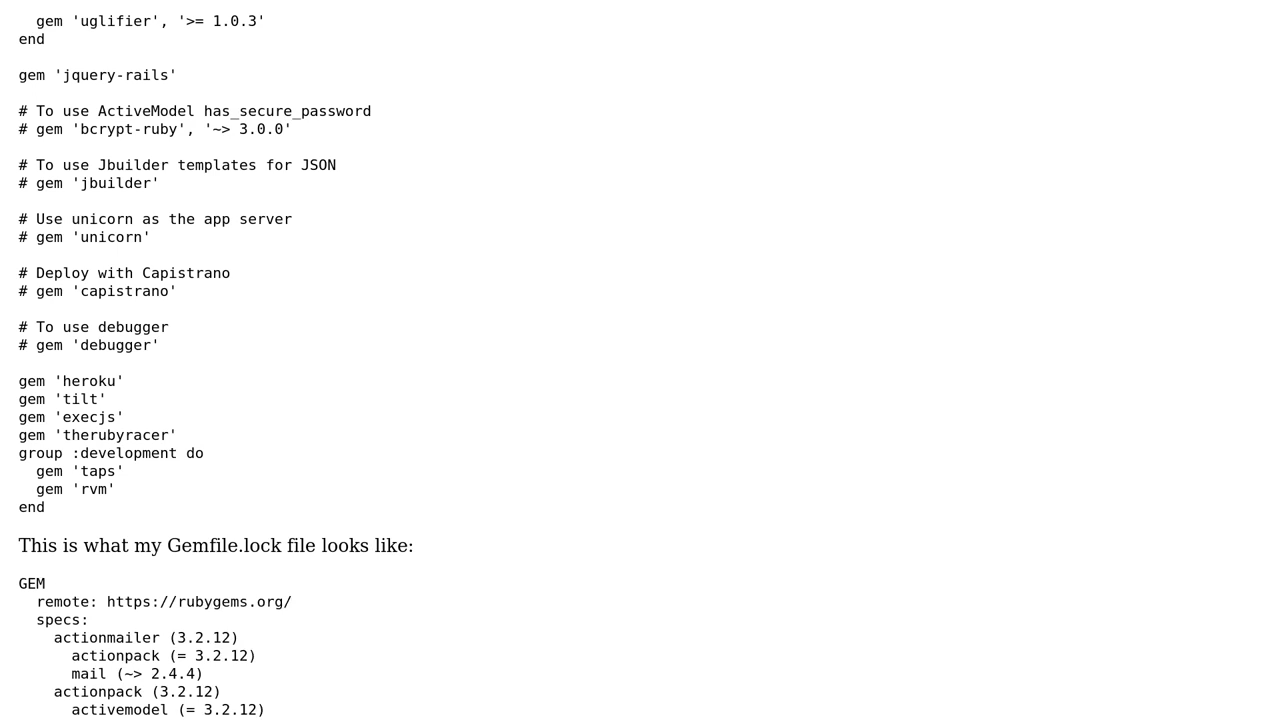 gem 'uglifier', '>= 1.0.3'
end

gem 'jquery-rails'

# To use ActiveModel has_secure_password
# gem 'bcrypt-ruby', '~> 3.0.0'

# To use Jbuilder templates for JSON
# gem 'jbuilder'

# Use unicorn as the app server
# gem 'unicorn'

# Deploy with Capistrano
# gem 'capistrano'

# To use debugger
# gem 'debugger'

gem 'heroku'
gem 'tilt'
gem 'execjs'
gem 'therubyracer'
group :development do
  gem 'taps'
  gem 'rvm'
end

This is what my Gemfile.lock file looks like:

GEM
  remote: https://rubygems.org/
  specs:
    actionmailer (3.2.12)
      actionpack (= 3.2.12)
      mail (~> 2.4.4)
    actionpack (3.2.12)
      activemodel (= 3.2.12)